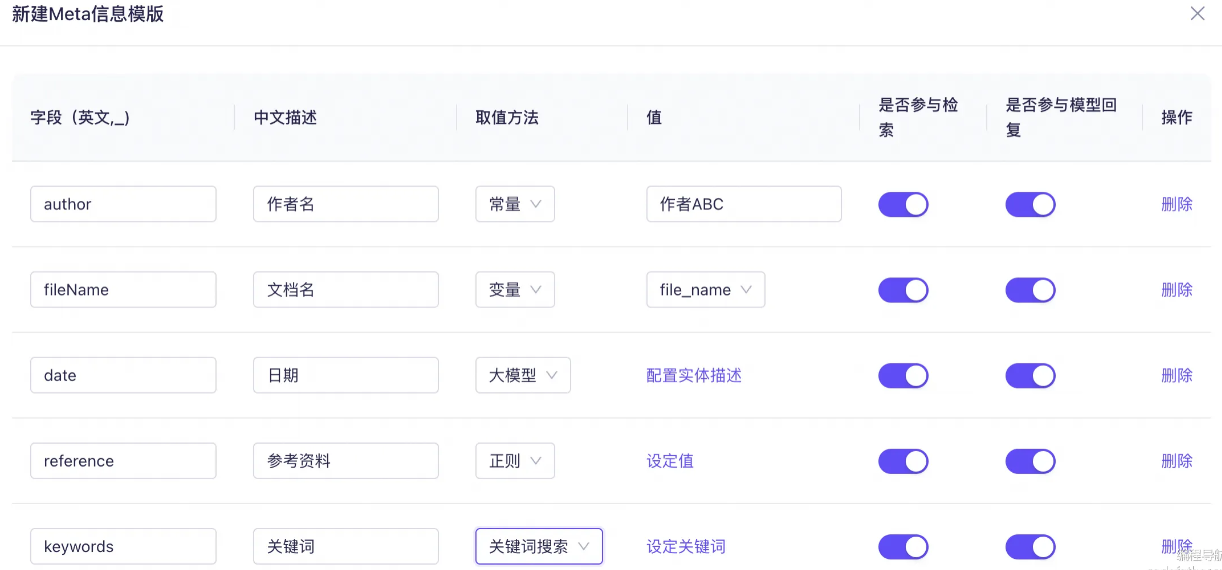 新建Meta信息模版
字段（英文,_） 中文描述 取值方法 值 是否参与检索 是否参与模型回复 操作
author 作者名 常量 作者ABC 删除
fileName 文档名 变量 file_name 删除
date 日期 大模型 配置实体描述 删除
reference 参考资料 正则 设定值 删除
keywords 关键词 关键词搜索 设定关键词 删除
编程导航